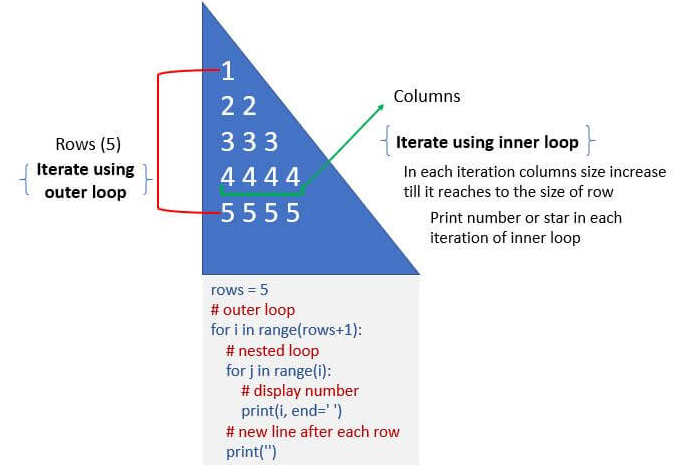 1
2 2
3 3 3
4 4 4 4
5 5 5 5
Rows (5)
{ Iterate using
outer loop }
Columns
{ Iterate using inner loop }
In each iteration columns size increase
till it reaches to the size of row
Print number or star in each
iteration of inner loop
rows = 5
# outer loop
for i in range(rows+1):
# nested loop
for j in range(i):
# display number
print(i, end=' ')
# new line after each row
print('')